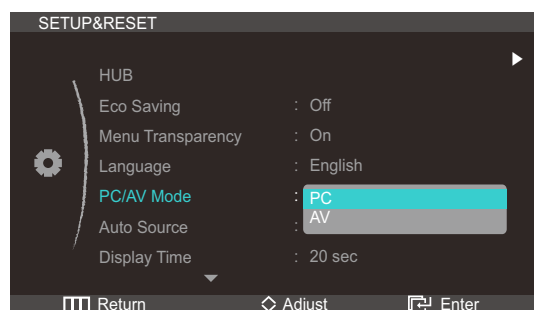 SETUP&RESET
HUB
Eco Saving : Off
Menu Transparency : On
Language : English
PC/AV Mode : PC
AV
Auto Source :
Display Time : 20 sec
Return Adjust Enter